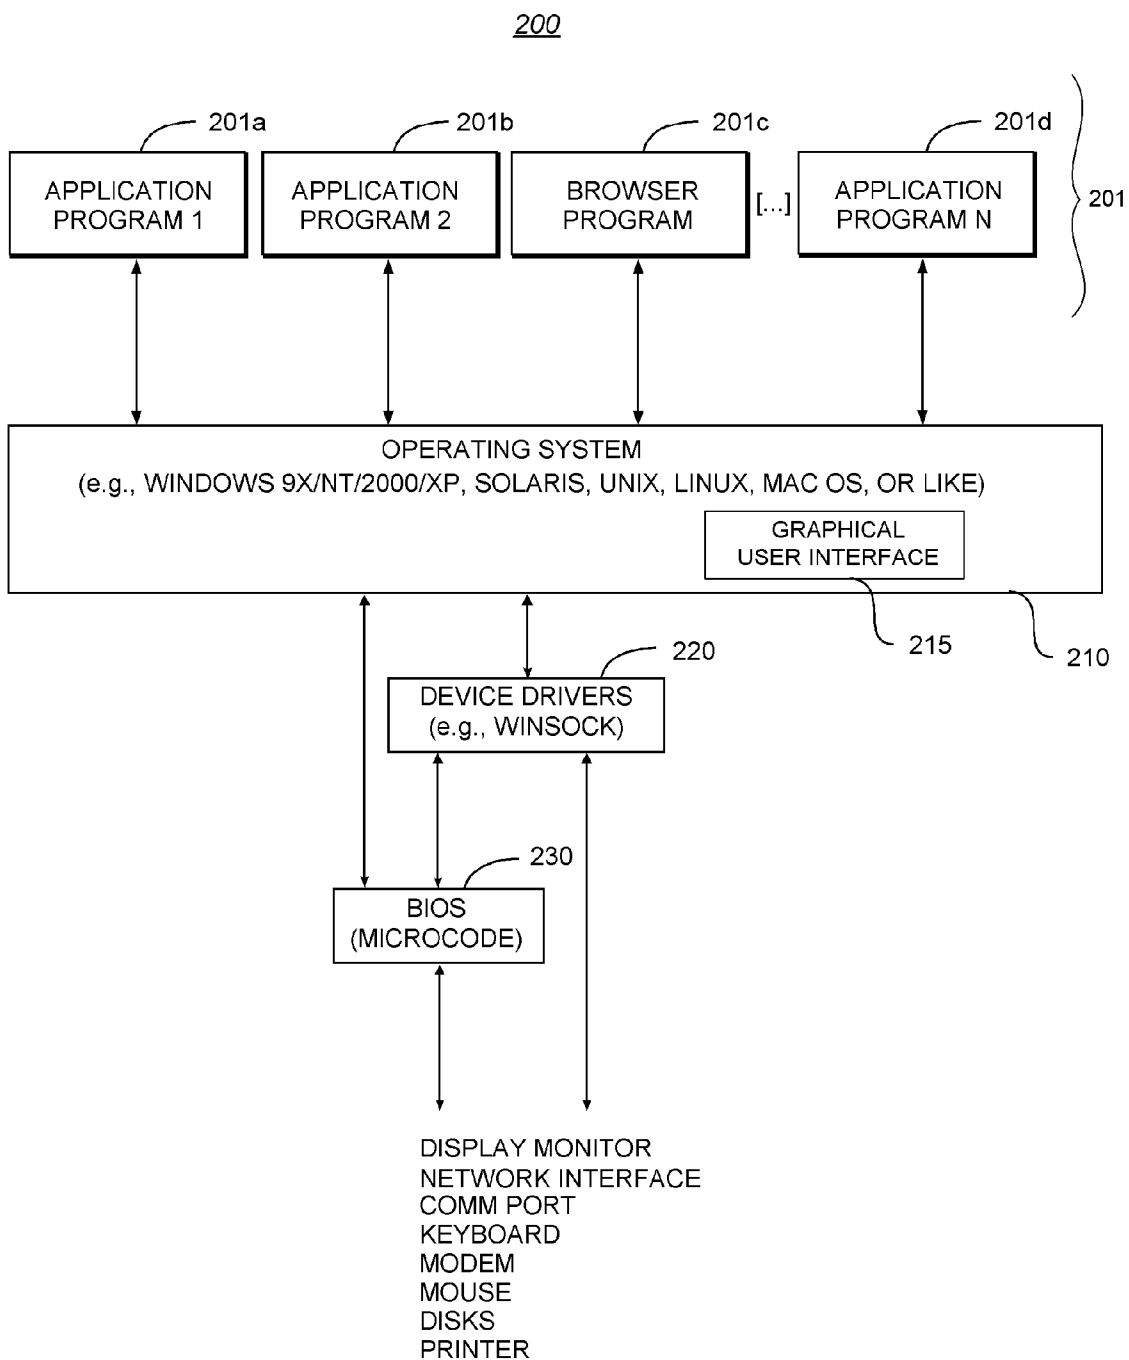 200
201a
201b
201c
201d
APPLICATION
PROGRAM 1
APPLICATION
PROGRAM 2
BROWSER
PROGRAM
[...]
APPLICATION
PROGRAM N
201
OPERATING SYSTEM
(e.g., WINDOWS 9X/NT/2000/XP, SOLARIS, UNIX, LINUX, MAC OS, OR LIKE)
GRAPHICAL
USER INTERFACE
215
210
220
DEVICE DRIVERS
(e.g., WINSOCK)
230
BIOS
(MICROCODE)
DISPLAY MONITOR
NETWORK INTERFACE
COMM PORT
KEYBOARD
MODEM
MOUSE
DISKS
PRINTER